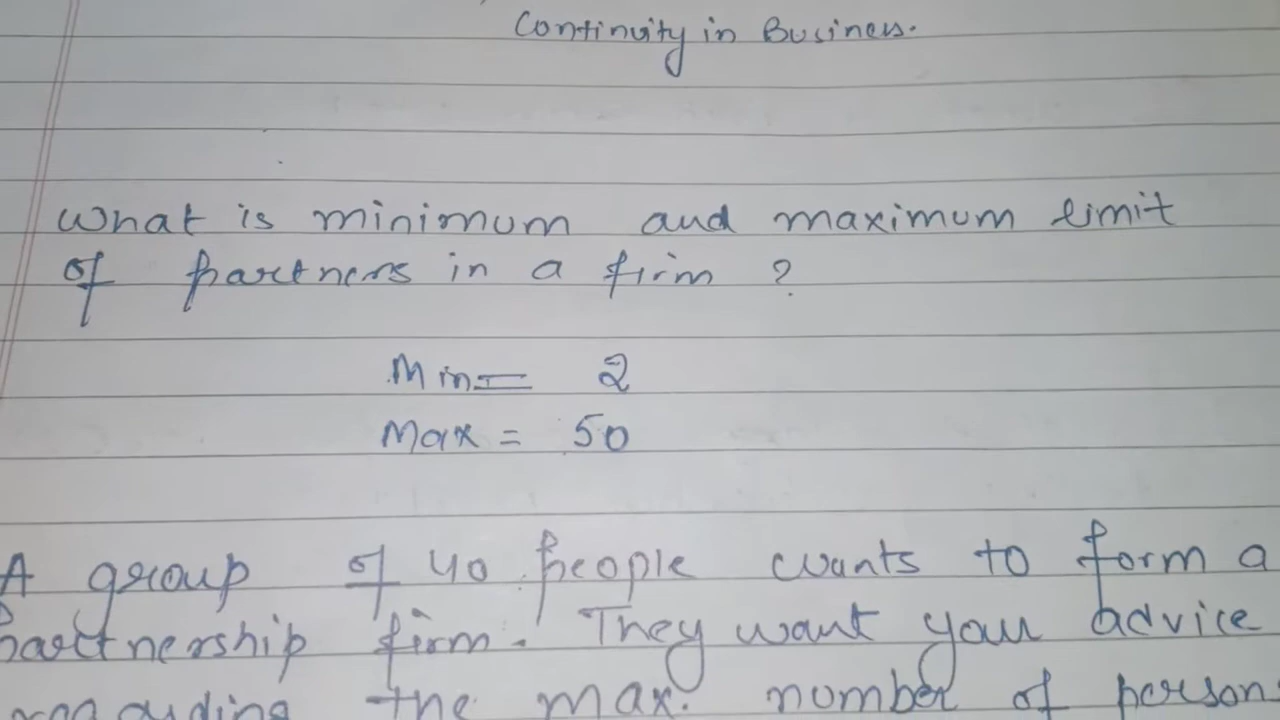 Continuity in Business.
What is minimum and maximum limit
of partners in a firm ?
Min = 2
Max = 50
A group of 40 people wants to form a
partnership firm. They want your advice
regarding the max. number of person